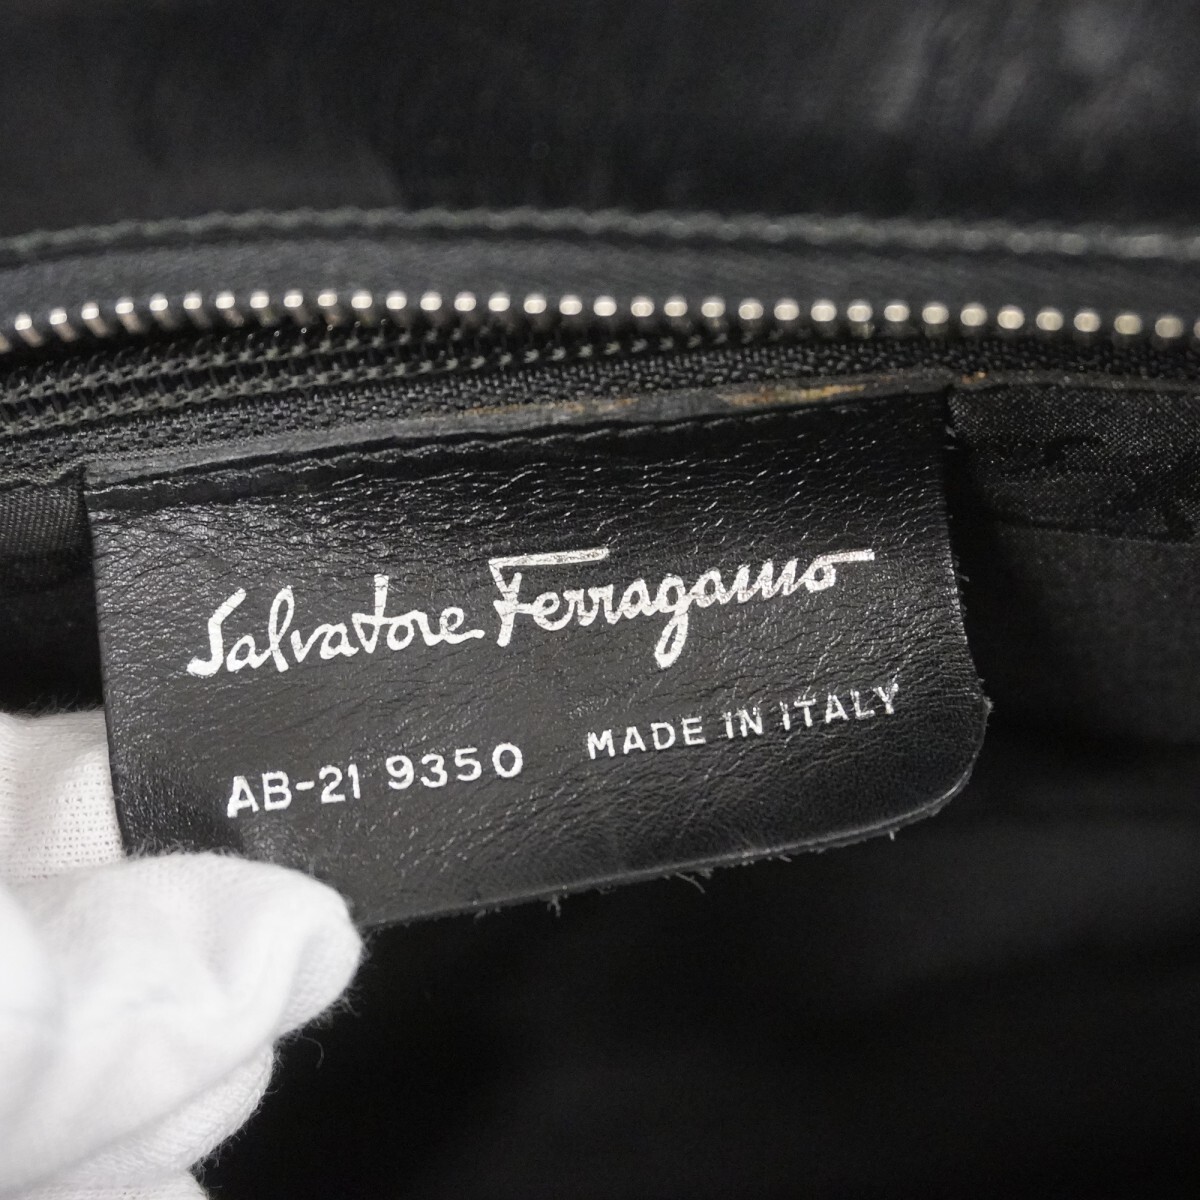 Salvatore Ferragamo
AB-21 9350 MADE IN ITALY